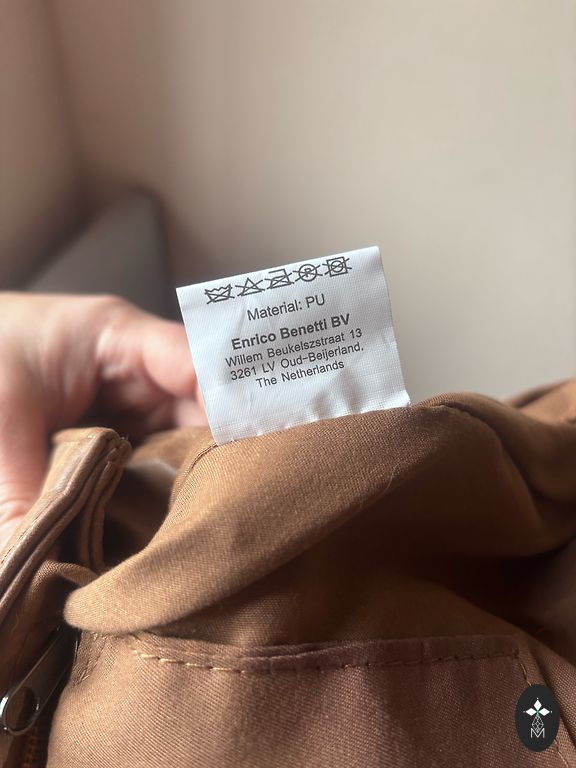 Material: PU
Enrico Benetti BV
Willem Beukelszstraat 13
3261 LV Oud-Beijerland.
The Netherlands
M